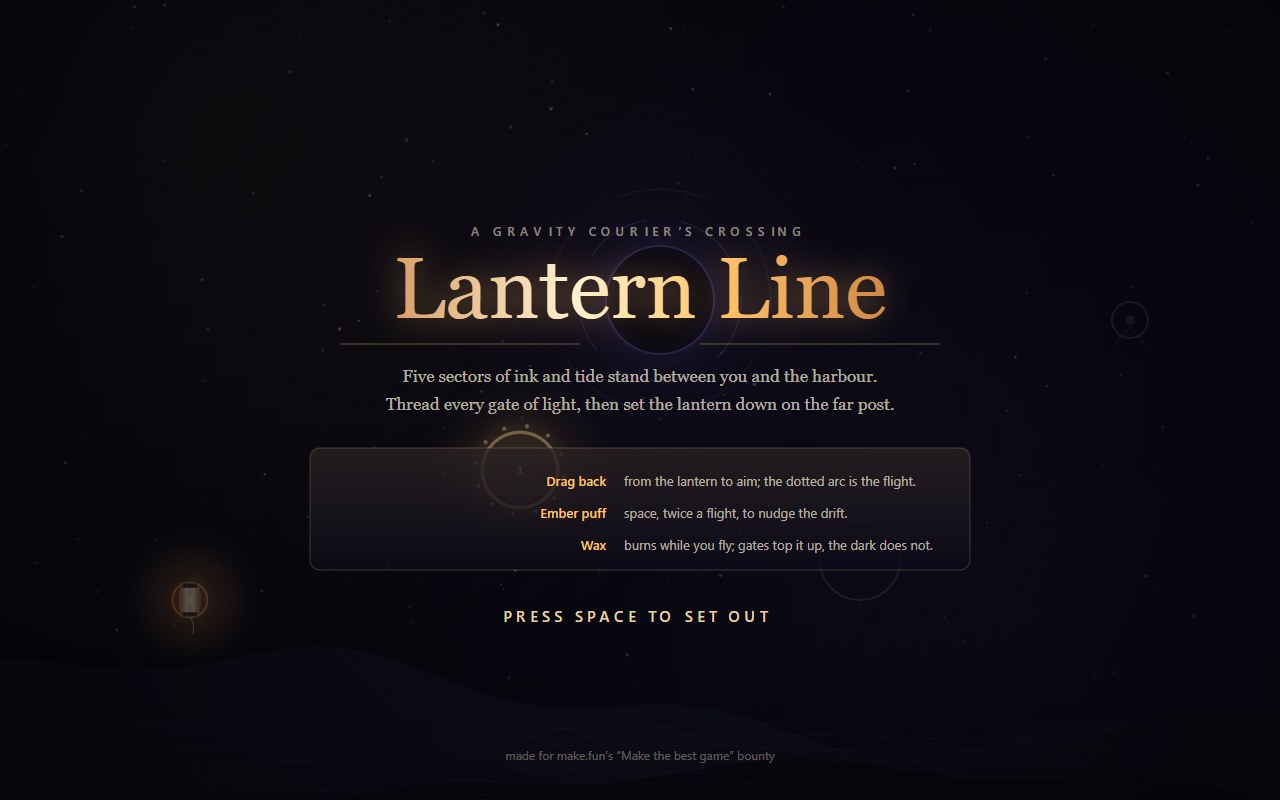 A GRAVITY COURIER’S CROSSING
Lantern Line
Five sectors of ink and tide stand between you and the harbour.
Thread every gate of light, then set the lantern down on the far post.
1
Drag back from the lantern to aim; the dotted arc is the flight.
Ember puff space, twice a flight, to nudge the drift.
Wax burns while you fly; gates top it up, the dark does not.
PRESS SPACE TO SET OUT
made for make.fun’s “Make the best game” bounty